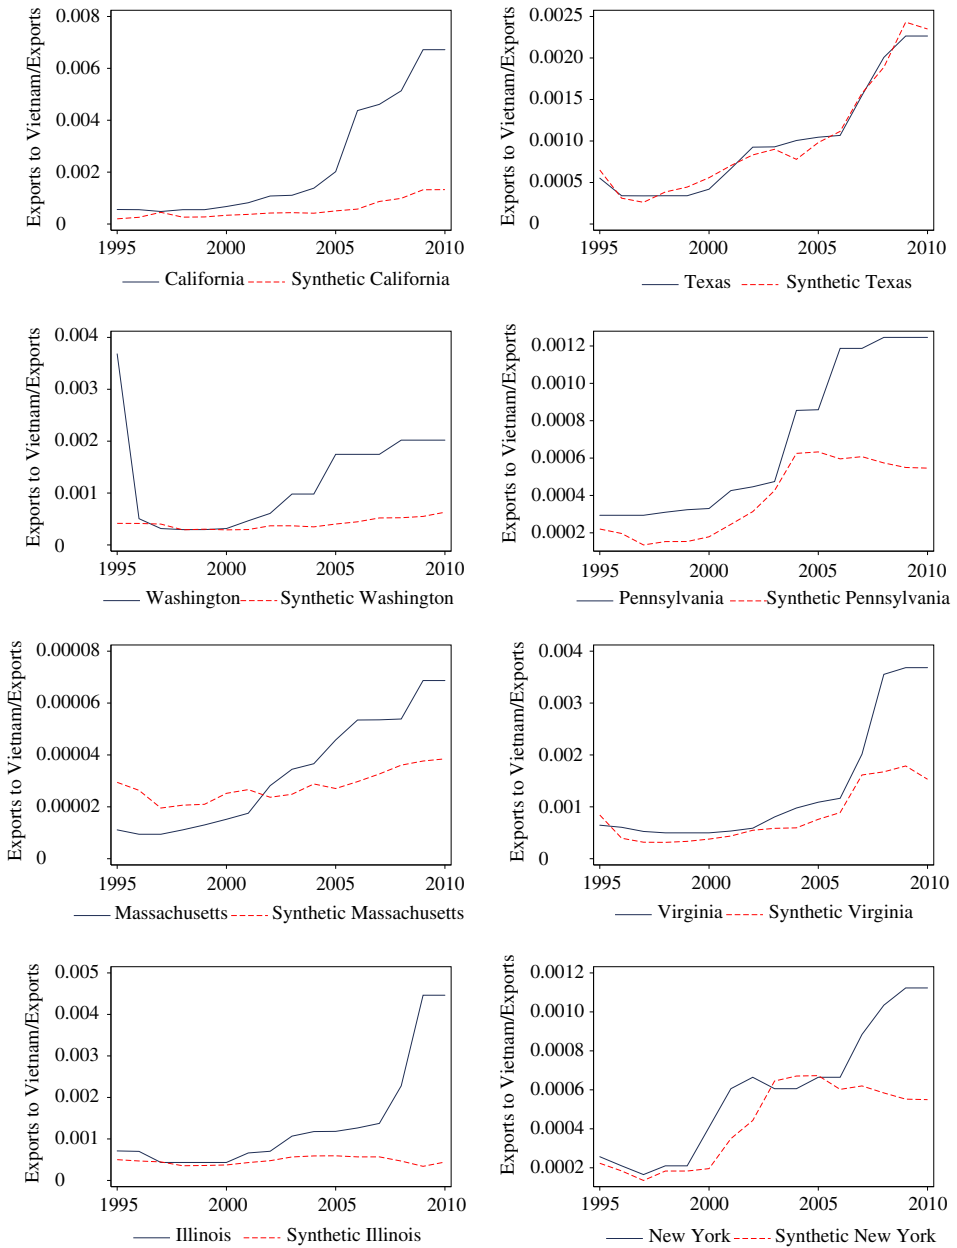 Exports to Vietnam/Exports
0.008
0.006
0.004
0.002
0
1995 2000 2005 2010
California Synthetic California
Exports to Vietnam/Exports
0.0025
0.0020
0.0015
0.0010
0.0005
0
1995 2000 2005 2010
Texas Synthetic Texas
Exports to Vietnam/Exports
0.004
0.003
0.002
0.001
0
1995 2000 2005 2010
Washington Synthetic Washington
Exports to Vietnam/Exports
0.0012
0.0010
0.0008
0.0006
0.0004
0.0002
1995 2000 2005 2010
Pennsylvania Synthetic Pennsylvania
Exports to Vietnam/Exports
0.00008
0.00006
0.00004
0.00002
0
1995 2000 2005 2010
Massachusetts Synthetic Massachusetts
Exports to Vietnam/Exports
0.004
0.003
0.002
0.001
0
1995 2000 2005 2010
Virginia Synthetic Virginia
Exports to Vietnam/Exports
0.005
0.004
0.003
0.002
0.001
0
1995 2000 2005 2010
Illinois Synthetic Illinois
Exports to Vietnam/Exports
0.0012
0.0010
0.0008
0.0006
0.0004
0.0002
1995 2000 2005 2010
New York Synthetic New York